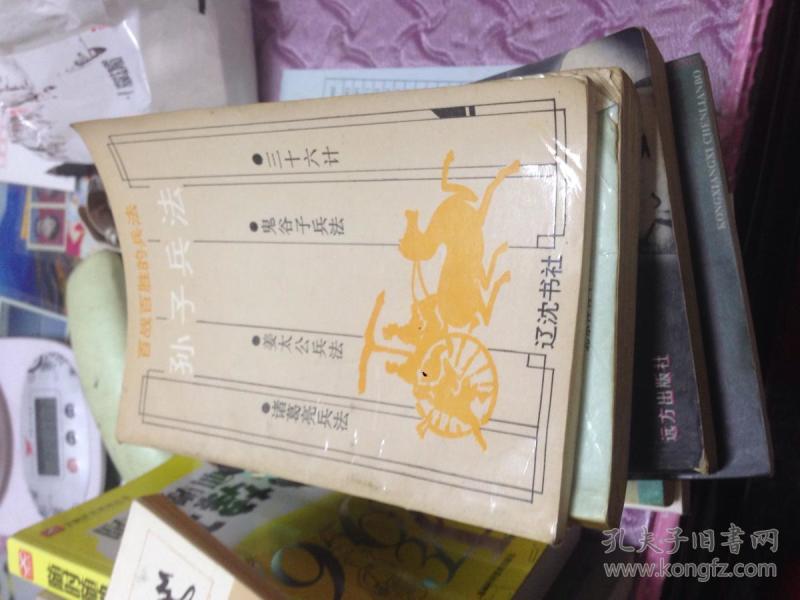 百战百胜的兵法
孙子兵法
●三十六计
●鬼谷子兵法
●姜太公兵法
●诸葛亮兵法
辽沈书社
远方出版社
KONGXIANGXI CHENLIANBO
孔夫子旧书网
www.kongfz.com